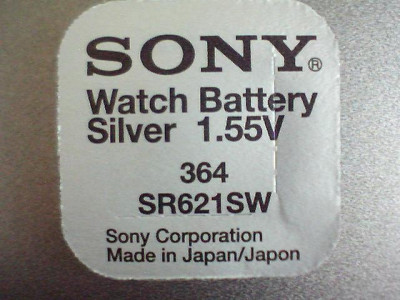 SONY®
Watch Battery
Silver 1.55V
364
SR621SW
Sony Corporation
Made in Japan/Japon